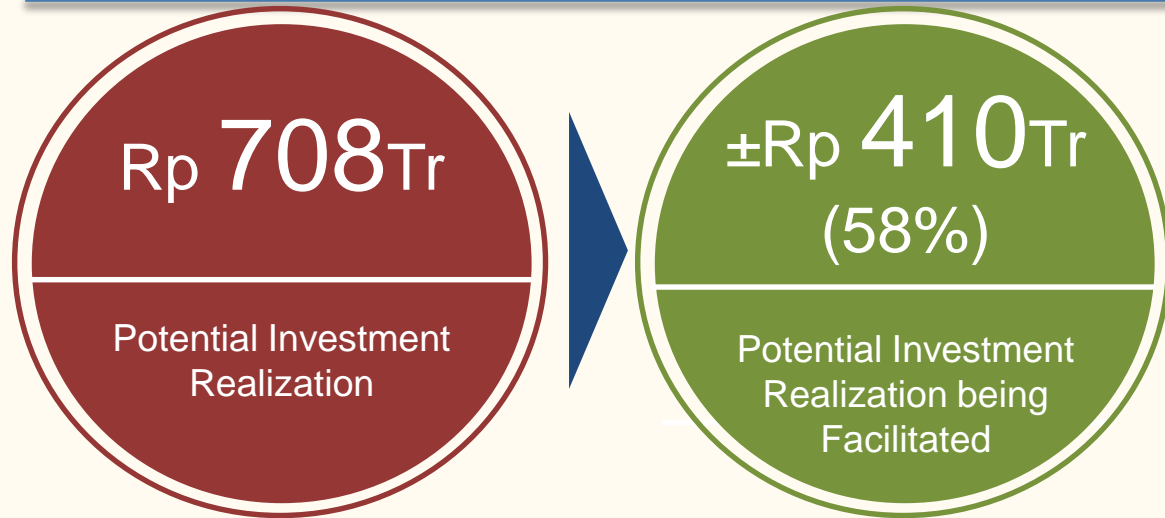 Rp 708Tr
Potential Investment
Realization
±Rp 410Tr
(58%)
Potential Investment
Realization being
Facilitated